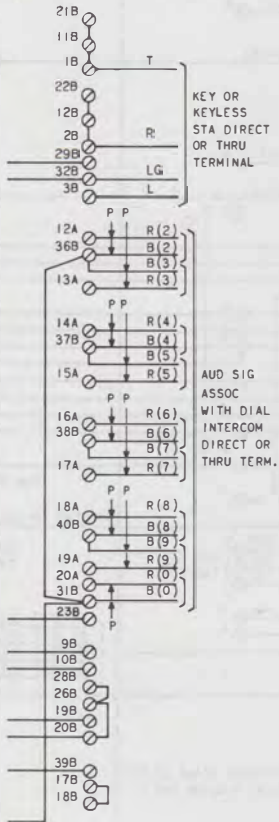 21B
11B
1B T
22B
12B
2B R
29B
32B LG
3B L
KEY OR
KEYLESS
STA DIRECT
OR THRU
TERMINAL
P P
12A R(2)
36B B(2)
B(3)
13A R(3)
P P
14A R(4)
37B B(4)
B(5)
15A R(5)
P P
16A R(6)
38B B(6)
B(7)
17A R(7)
P P
18A R(8)
40B B(8)
B(9)
19A R(9)
20A R(0)
31B B(0)
23B
P
AUD SIG
ASSOC
WITH DIAL
INTERCOM
DIRECT OR
THRU TERM.
9B
10B
28B
26B
19B
20B
39B
17B
18B